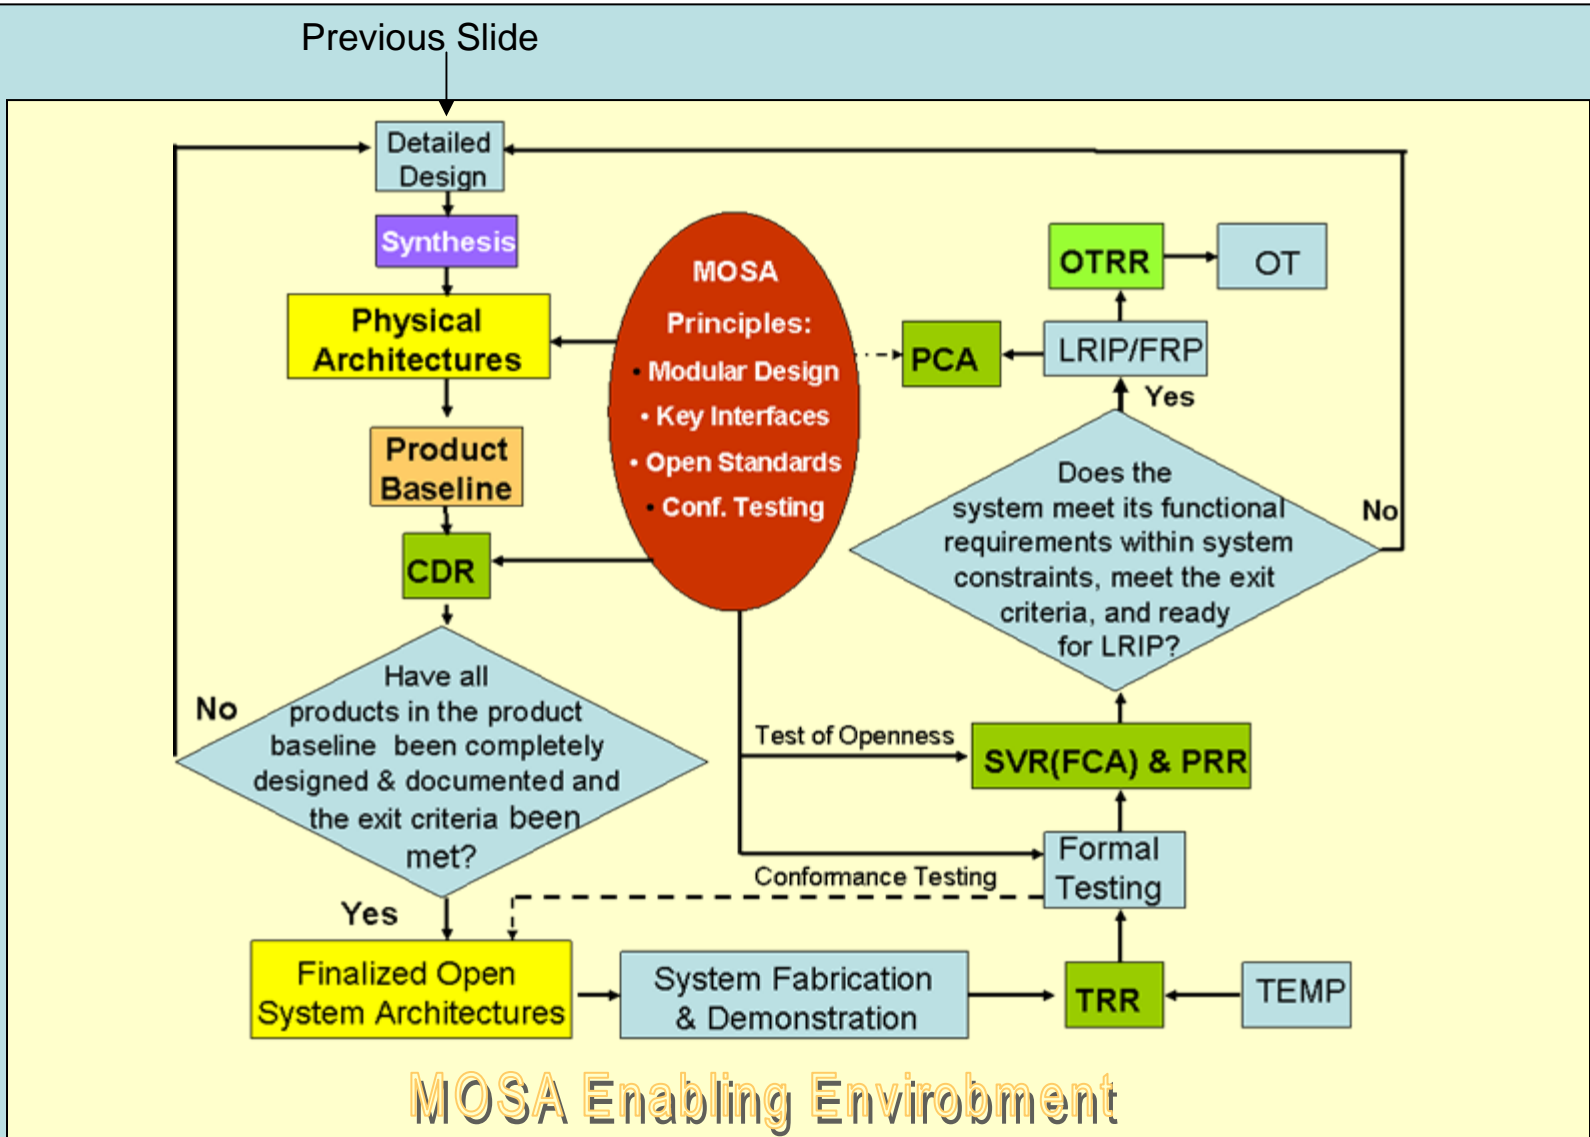 Previous Slide
Detailed
Design
Synthesis
Physical
Architectures
Product
Baseline
CDR
No
Have all
products in the product
baseline been completely
designed & documented and
the exit criteria been
met?
Yes
Finalized Open
System Architectures
System Fabrication
& Demonstration
TRR
TEMP
MOSA
Principles:
• Modular Design
• Key Interfaces
• Open Standards
• Conf. Testing
Test of Openness
Conformance Testing
Formal
Testing
SVR(FCA) & PRR
Does the
system meet its functional
requirements within system
constraints, meet the exit
criteria, and ready
for LRIP?
No
Yes
PCA
LRIP/FRP
OTRR
OT
MOSA Enabling Envirobment